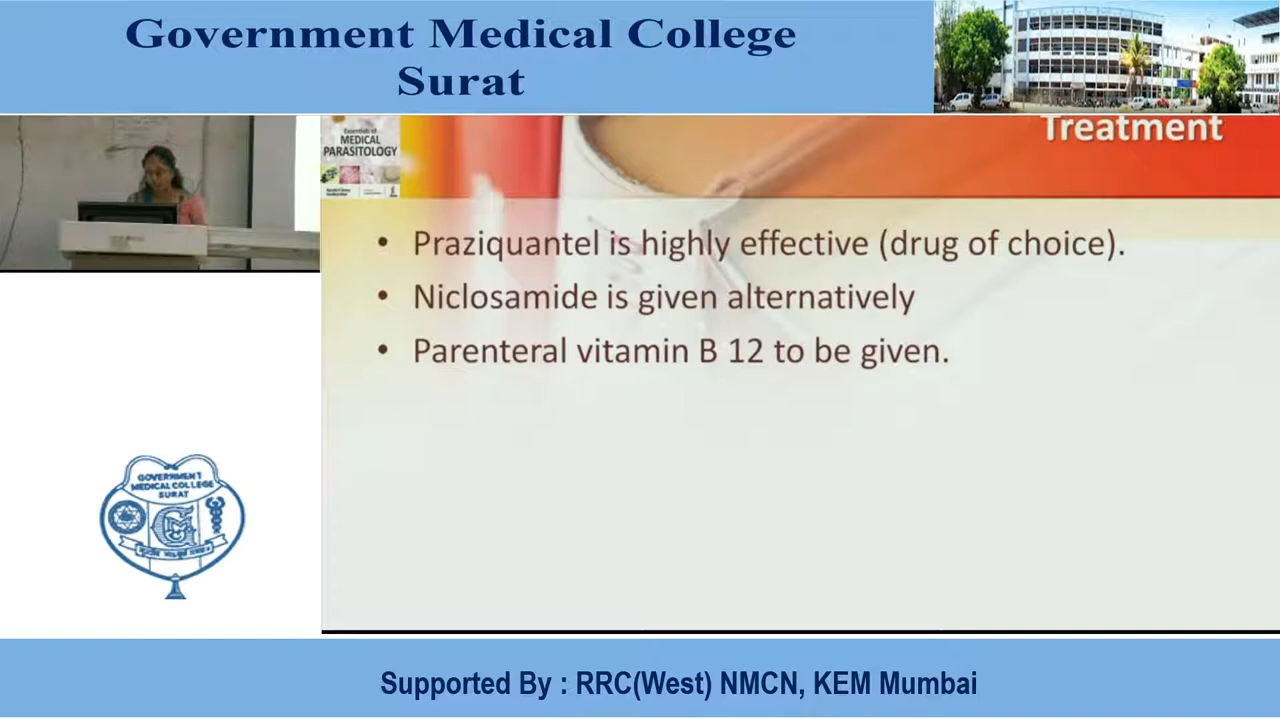 Government Medical College
Surat
Essentials of
MEDICAL
PARASITOLOGY
Treatment
• Praziquantel is highly effective (drug of choice).
• Niclosamide is given alternatively
• Parenteral vitamin B 12 to be given.
GOVERNMENT
MEDICAL COLLEGE
SURAT
Supported By : RRC(West) NMCN, KEM Mumbai